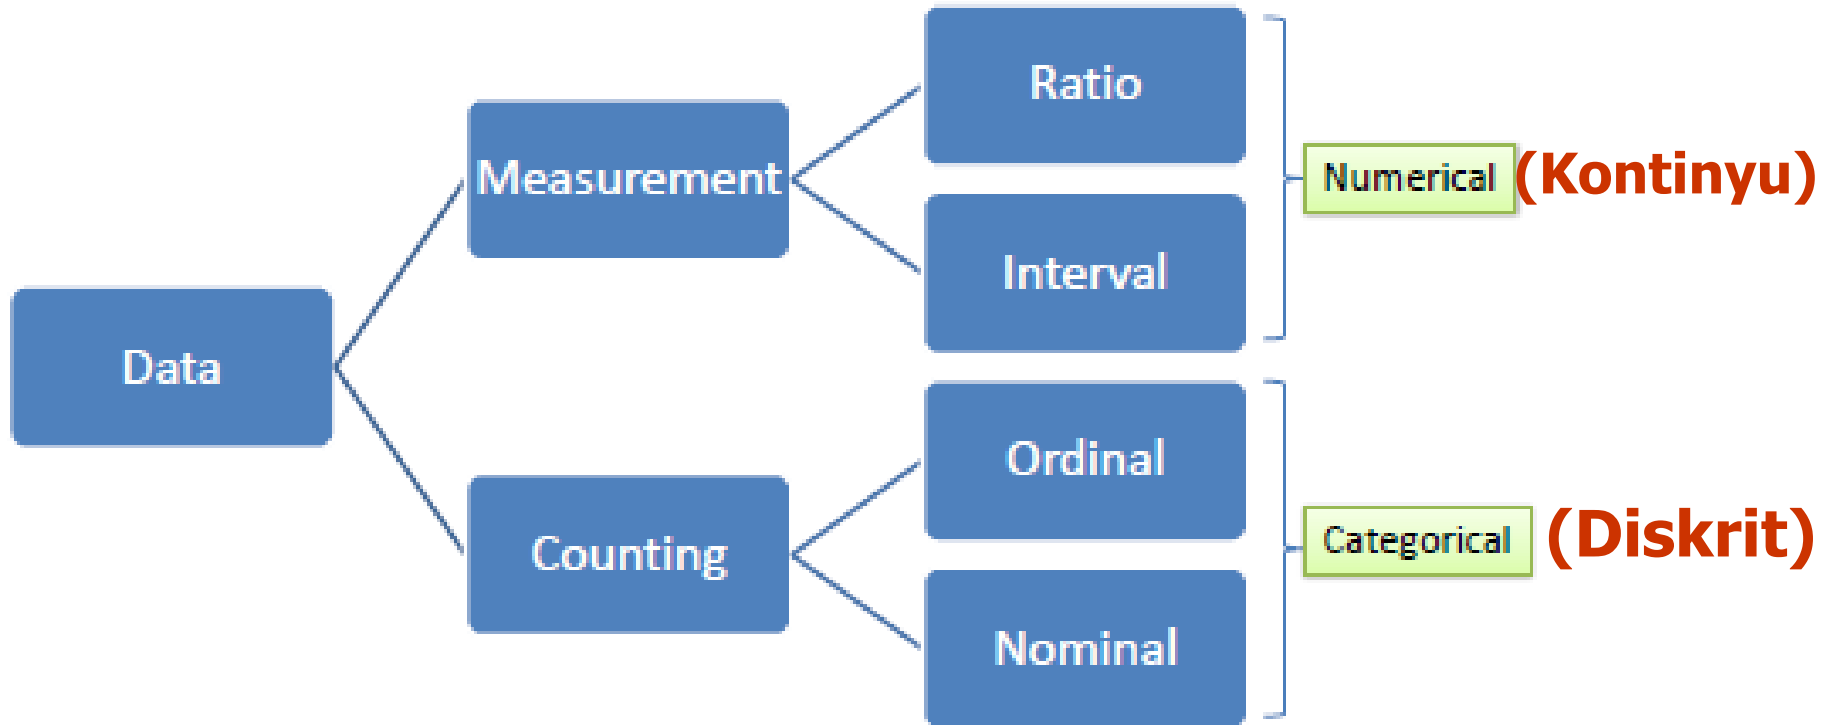 Data
Measurement
Counting
Ratio
Interval
Ordinal
Nominal
Numerical (Kontinyu)
Categorical (Diskrit)